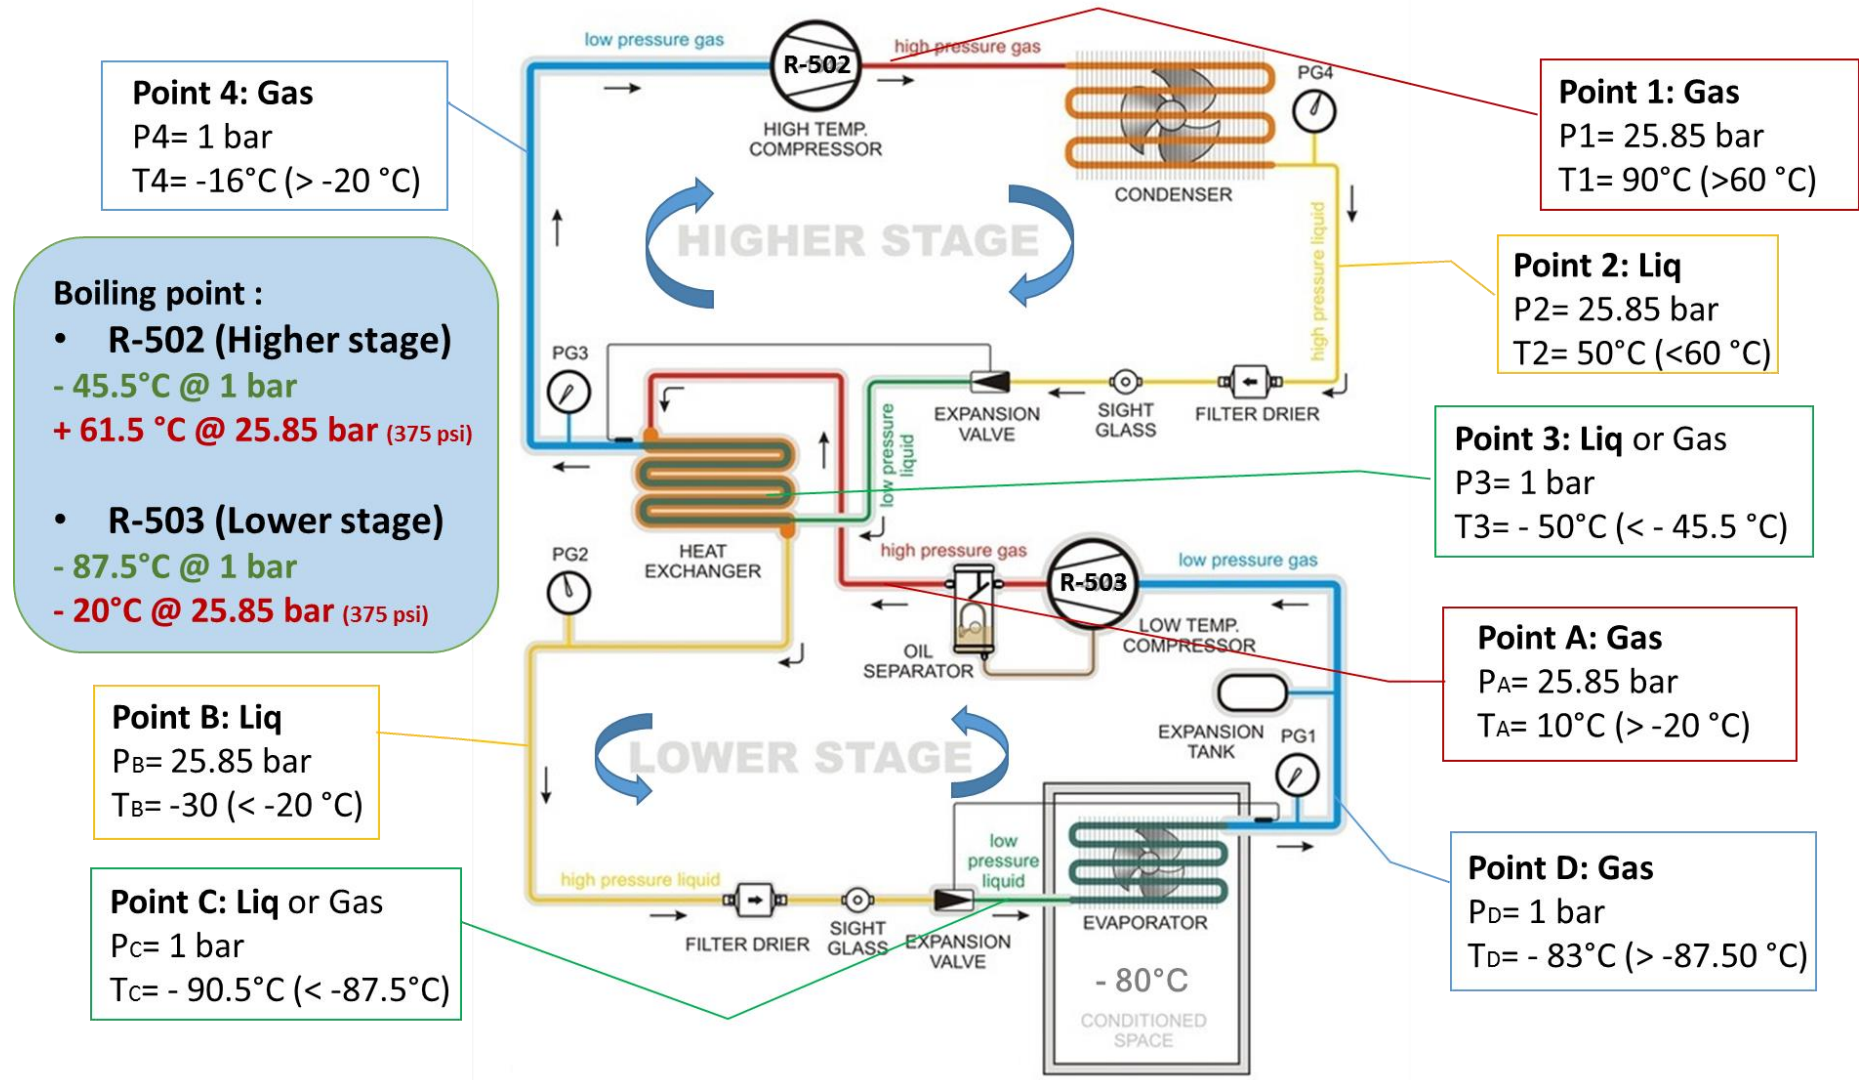 low pressure gas
R-502
high pressure gas
HIGH TEMP.
COMPRESSOR
PG4
CONDENSER
Point 4: Gas
P4= 1 bar
T4= -16°C (> -20 °C)
Point 1: Gas
P1= 25.85 bar
T1= 90°C (>60 °C)
HIGHER STAGE
high pressure liquid
Point 2: Liq
P2= 25.85 bar
T2= 50°C (<60 °C)
Boiling point :
• R-502 (Higher stage)
- 45.5°C @ 1 bar
+ 61.5 °C @ 25.85 bar (375 psi)
• R-503 (Lower stage)
- 87.5°C @ 1 bar
- 20°C @ 25.85 bar (375 psi)
PG3
EXPANSION
VALVE
SIGHT
GLASS
FILTER DRIER
low pressure
liquid
Point 3: Liq or Gas
P3= 1 bar
T3= - 50°C (< - 45.5 °C)
HEAT
EXCHANGER
PG2
high pressure gas
R-503
low pressure gas
LOW TEMP.
COMPRESSOR
OIL
SEPARATOR
EXPANSION
TANK
PG1
Point A: Gas
PA= 25.85 bar
TA= 10°C (> -20 °C)
LOWER STAGE
Point B: Liq
PB= 25.85 bar
TB= -30 (< -20 °C)
high pressure liquid
FILTER DRIER
SIGHT
GLASS
EXPANSION
VALVE
low
pressure
liquid
EVAPORATOR
- 80°C
CONDITIONED
SPACE
Point C: Liq or Gas
PC= 1 bar
TC= - 90.5°C (< -87.5°C)
Point D: Gas
PD= 1 bar
TD= - 83°C (> -87.50 °C)